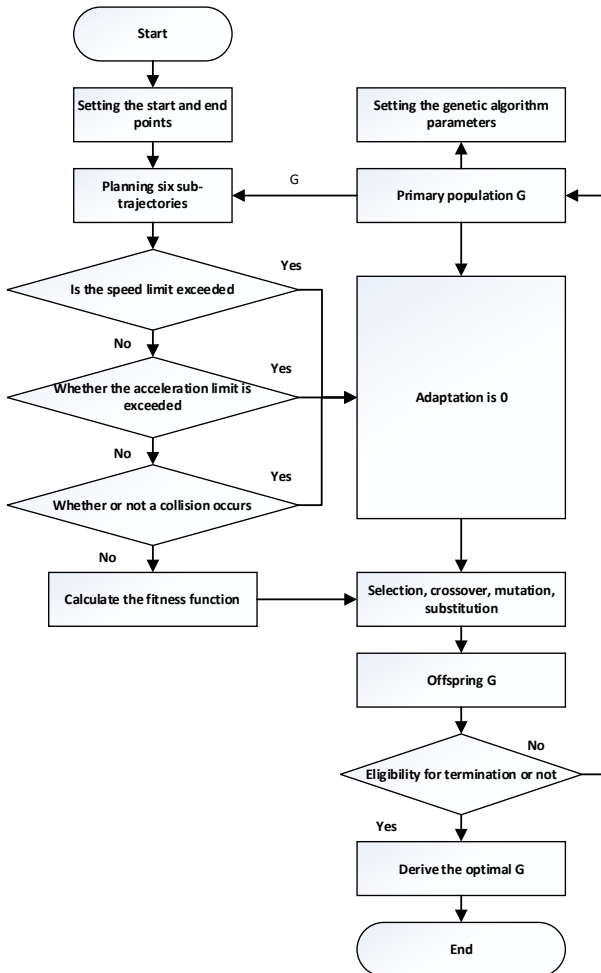 Start
Setting the start and end
points
Setting the genetic algorithm
parameters
Planning six sub-
trajectories
G
Primary population G
Yes
Is the speed limit exceeded
No
Yes
Whether the acceleration limit is
exceeded
Adaptation is 0
No
Yes
Whether or not a collision occurs
No
Calculate the fitness function
Selection, crossover, mutation,
substitution
Offspring G
No
Eligibility for termination or not
Yes
Derive the optimal G
End